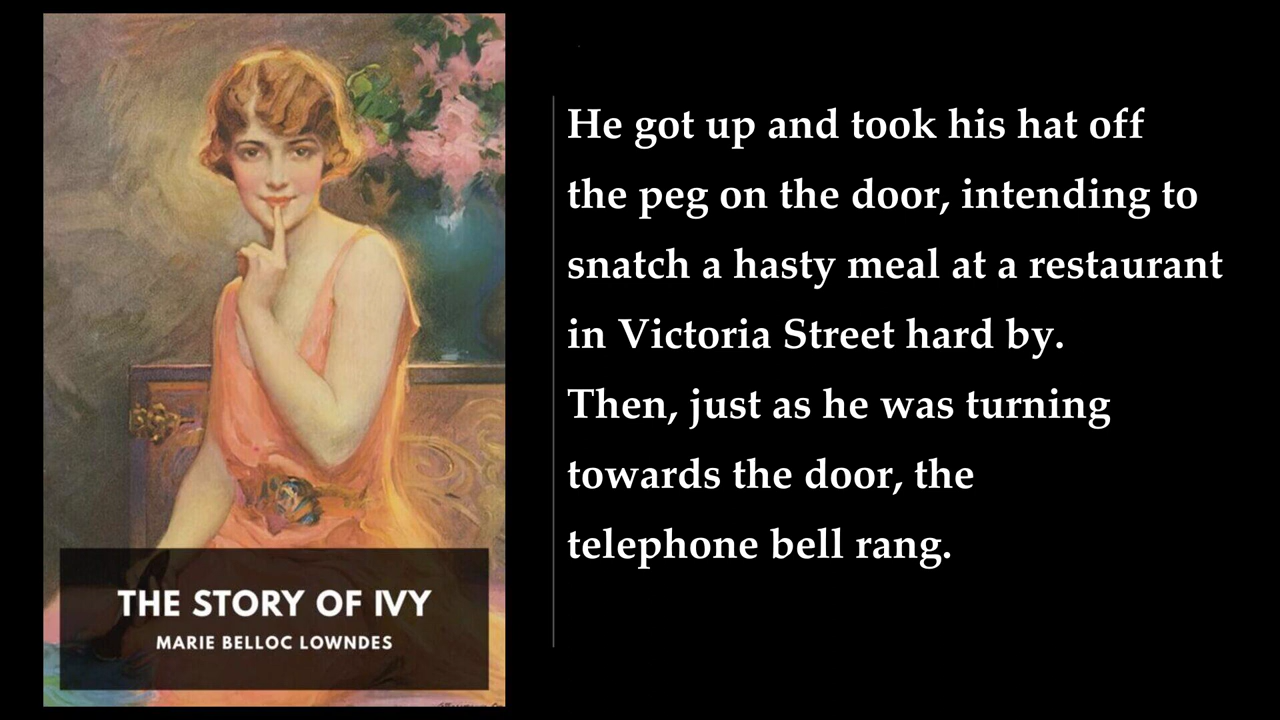 He got up and took his hat off
the peg on the door, intending to
snatch a hasty meal at a restaurant
in Victoria Street hard by.
Then, just as he was turning
towards the door, the
telephone bell rang.
THE STORY OF IVY
MARIE BELLOC LOWNDES